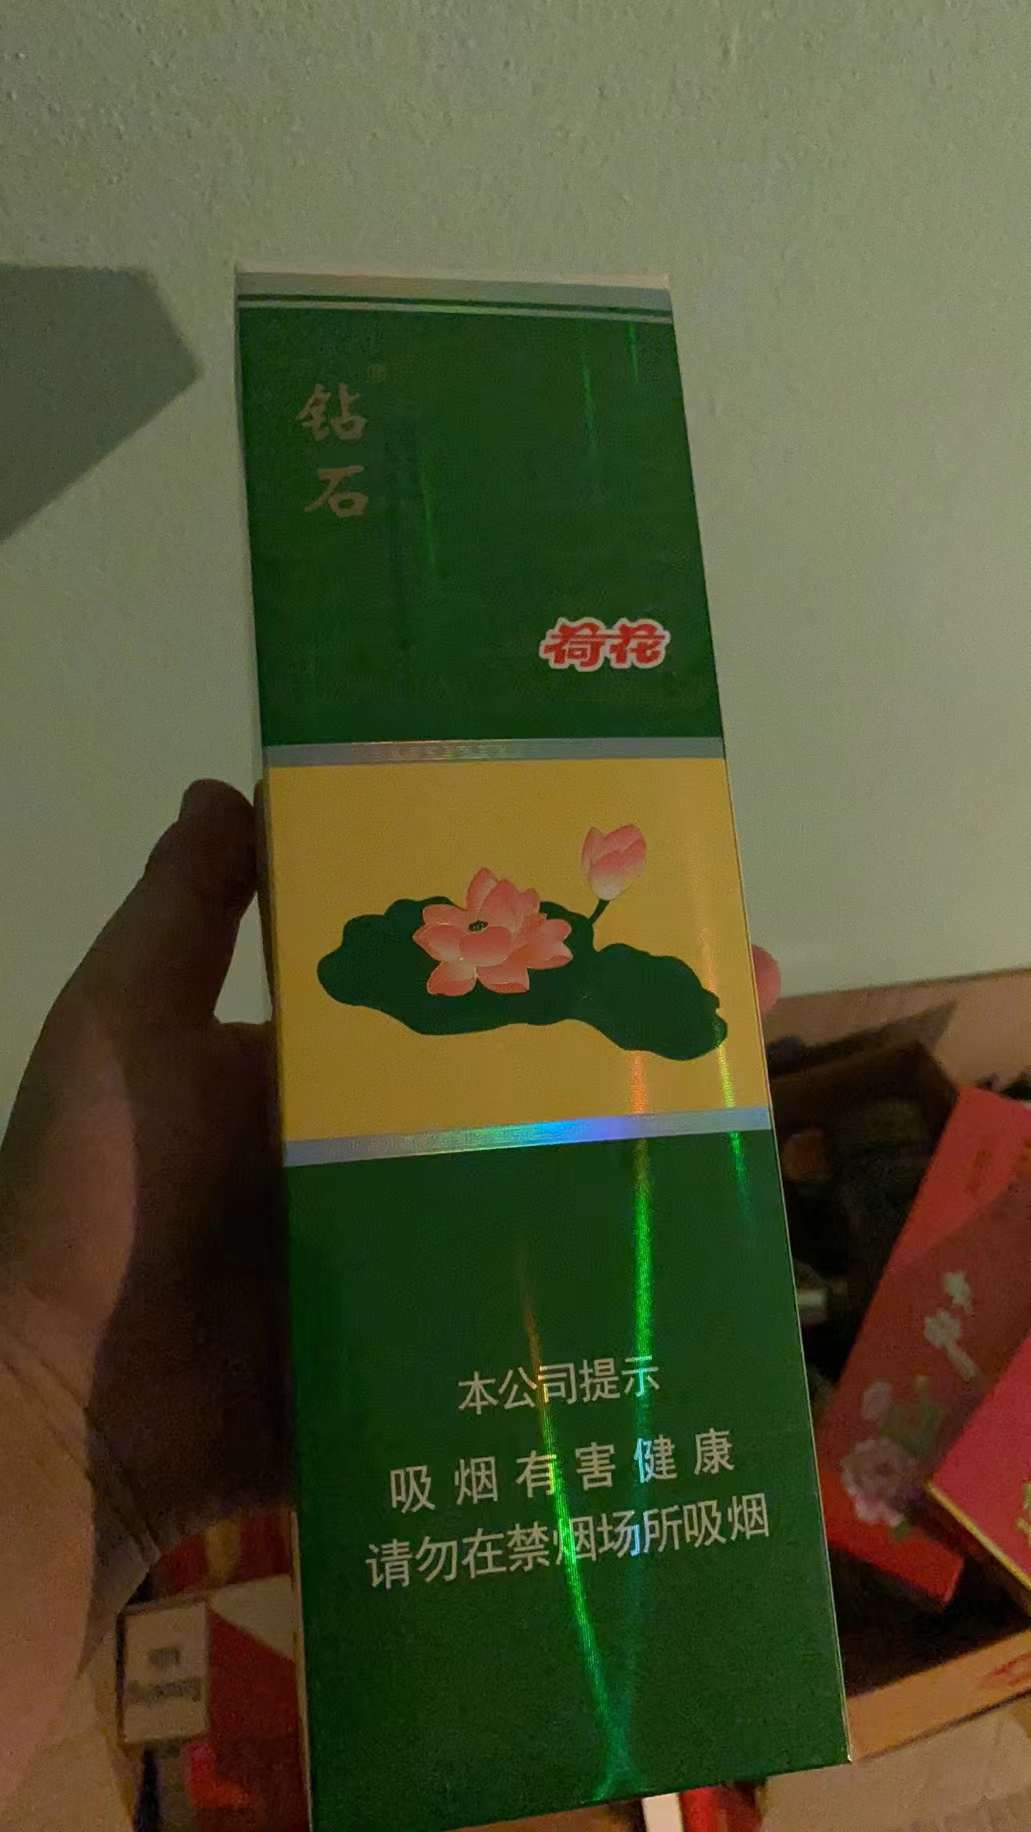 钻石
荷花
本公司提示
吸烟有害健康
请勿在禁烟场所吸烟